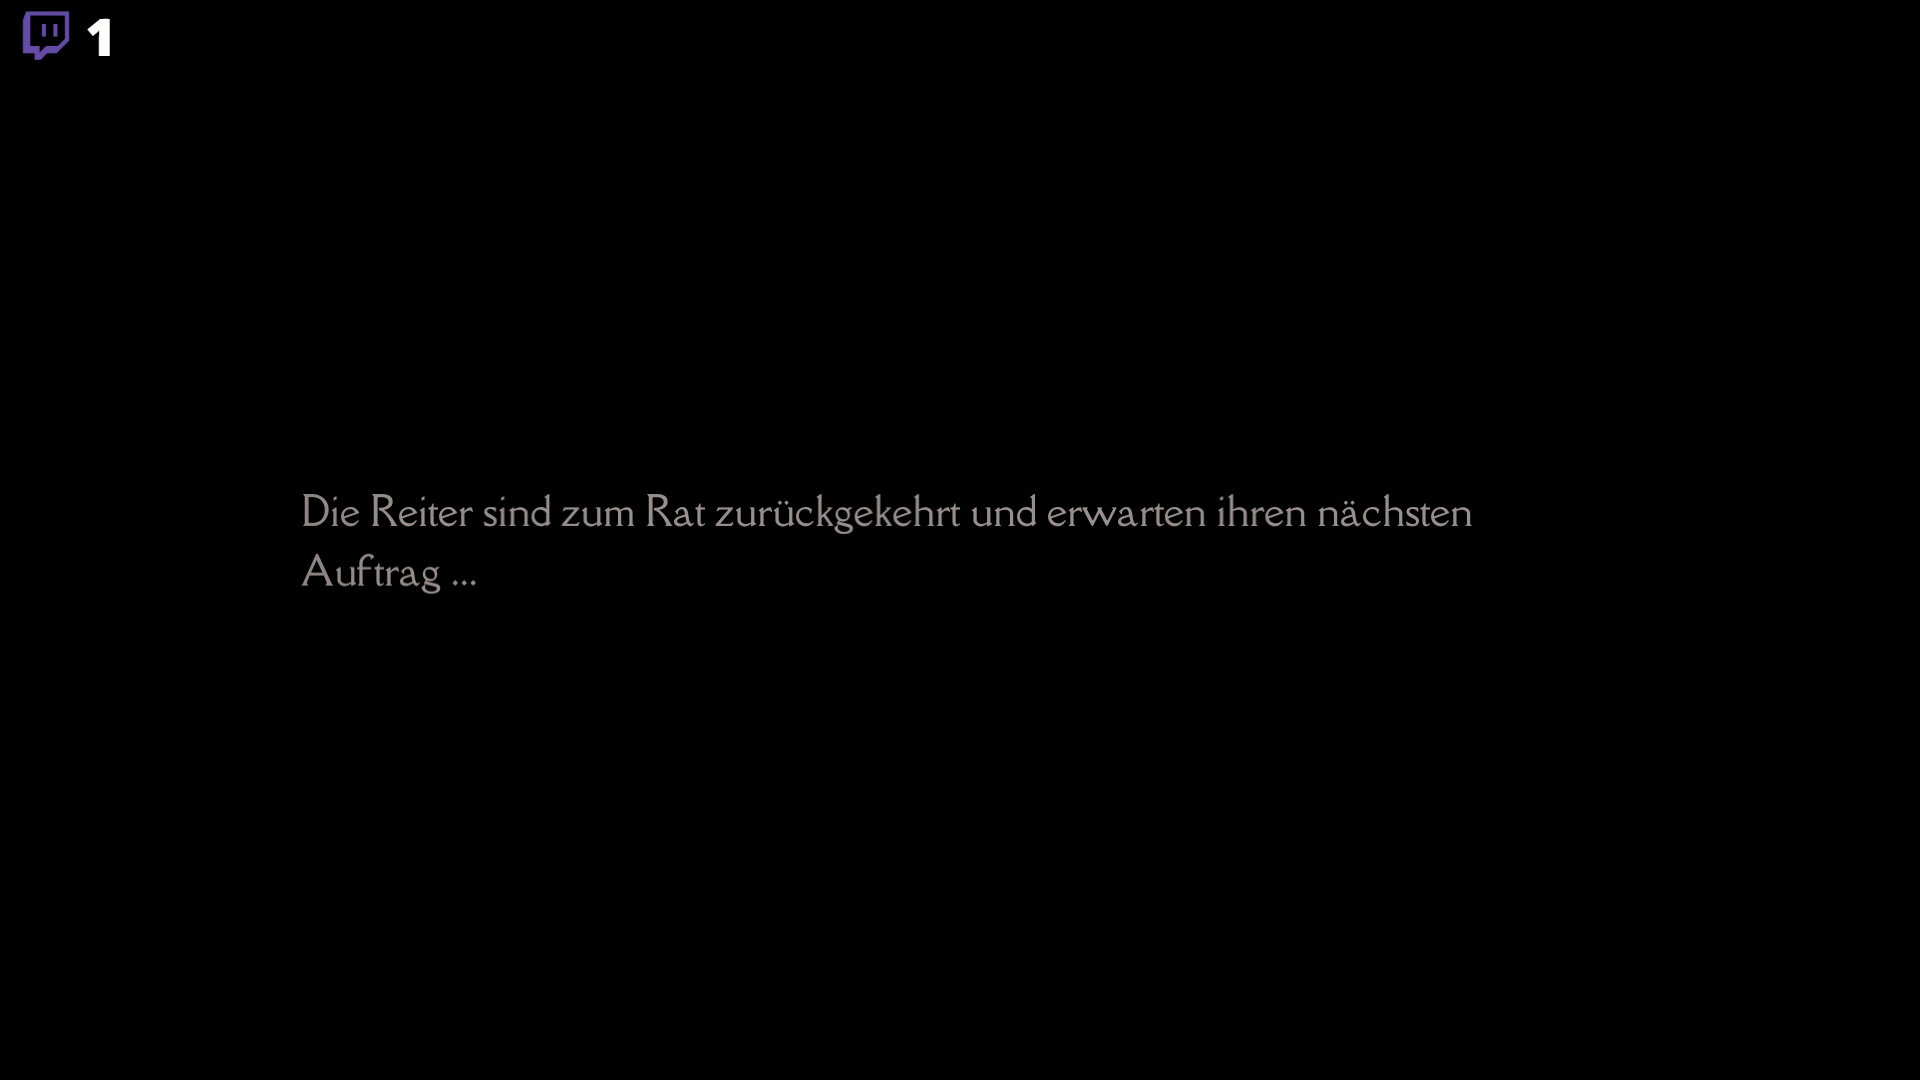 1
Die Reiter sind zum Rat zurückgekehrt und erwarten ihren nächsten
Auftrag ...